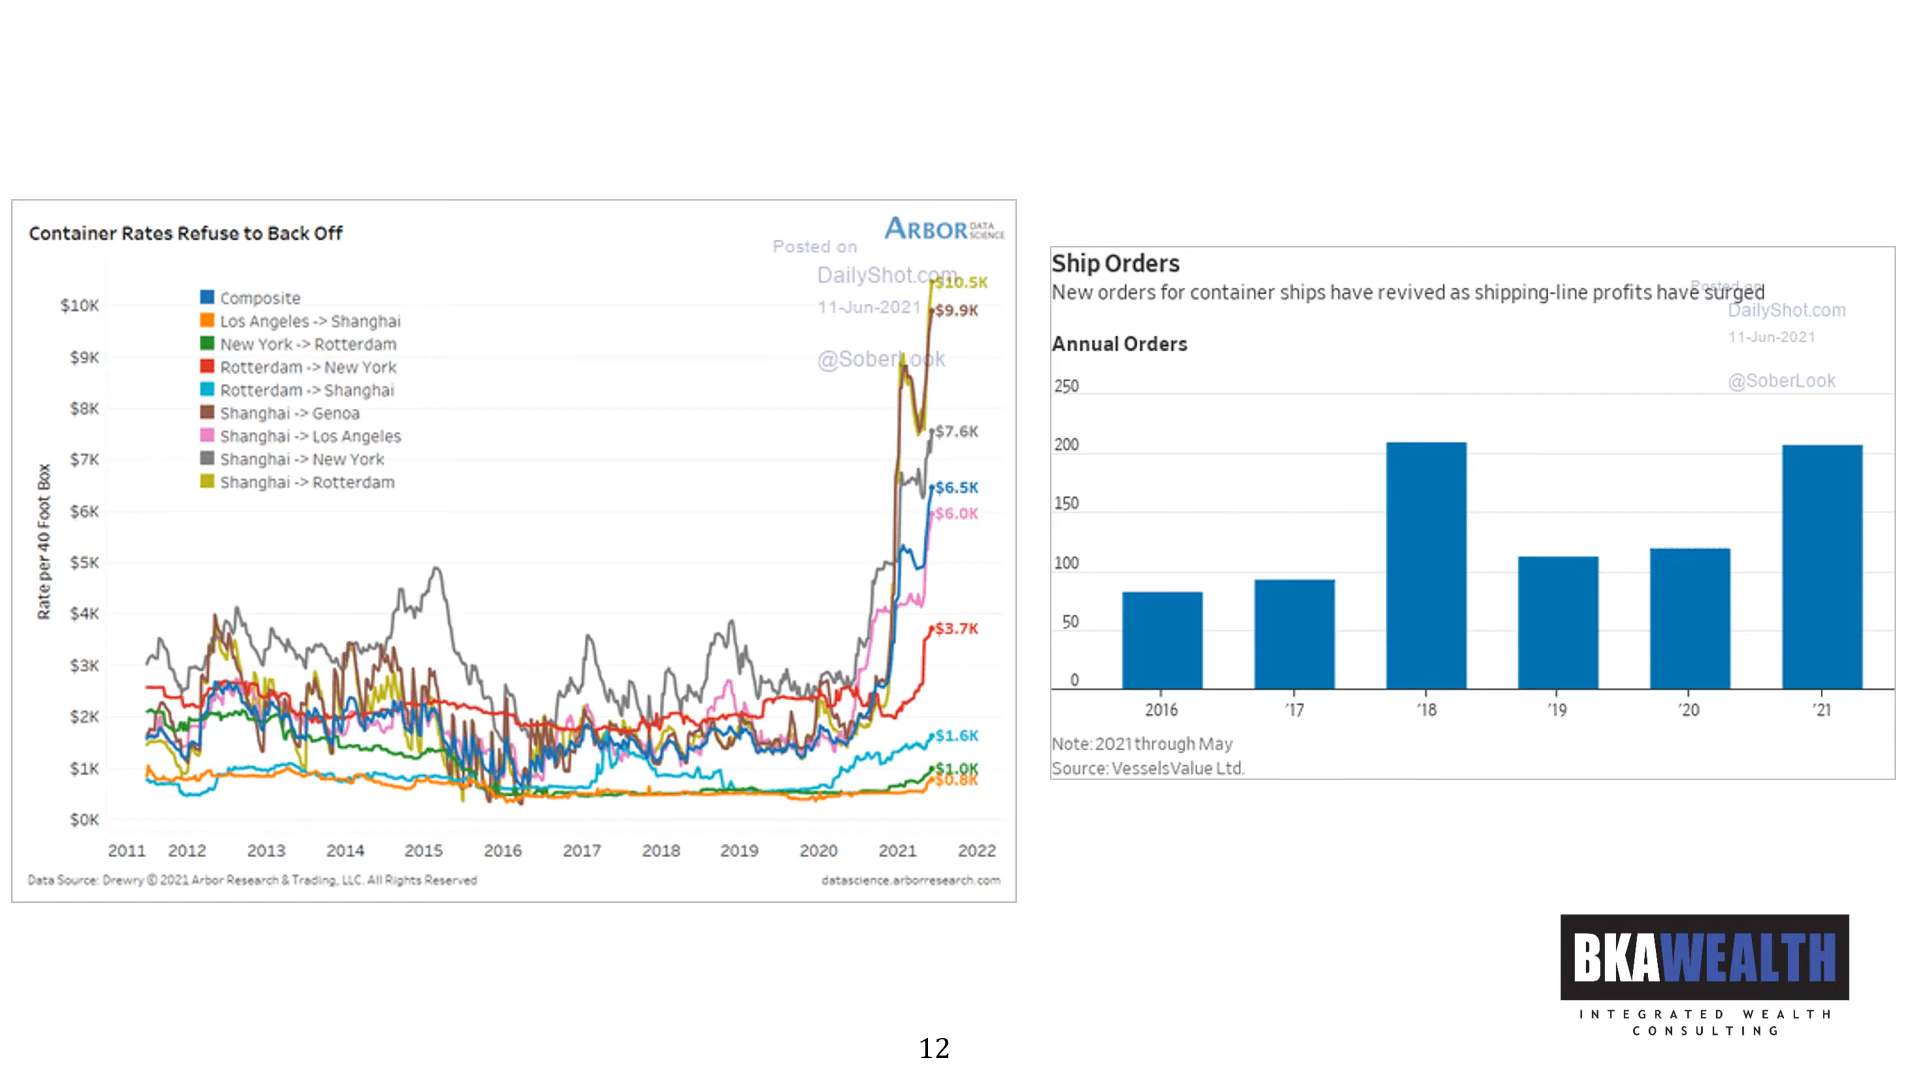 Container Rates Refuse to Back Off
ARBOR DATA SCIENCE
Posted on
DailyShot.com
11-Jun-2021
@SoberLook
Composite
Los Angeles -> Shanghai
New York -> Rotterdam
Rotterdam -> New York
Rotterdam -> Shanghai
Shanghai -> Genoa
Shanghai -> Los Angeles
Shanghai -> New York
Shanghai -> Rotterdam
Rate per 40 Foot Box
$10K
$9K
$8K
$7K
$6K
$5K
$4K
$3K
$2K
$1K
$0K
$10.5K
$9.9K
$7.6K
$6.5K
$6.0K
$3.7K
$1.6K
$1.0K
$0.8K
2011 2012 2013 2014 2015 2016 2017 2018 2019 2020 2021 2022
Data Source: Drewry © 2021 Arbor Research & Trading, LLC. All Rights Reserved
datascience.arborresearch.com
Ship Orders
New orders for container ships have revived as shipping-line profits have surged
Posted on
DailyShot.com
11-Jun-2021
@SoberLook
Annual Orders
250
200
150
100
50
0
2016 '17 '18 '19 '20 '21
Note: 2021 through May
Source: VesselsValue Ltd.
BKAWEALTH
INTEGRATED WEALTH
CONSULTING
12